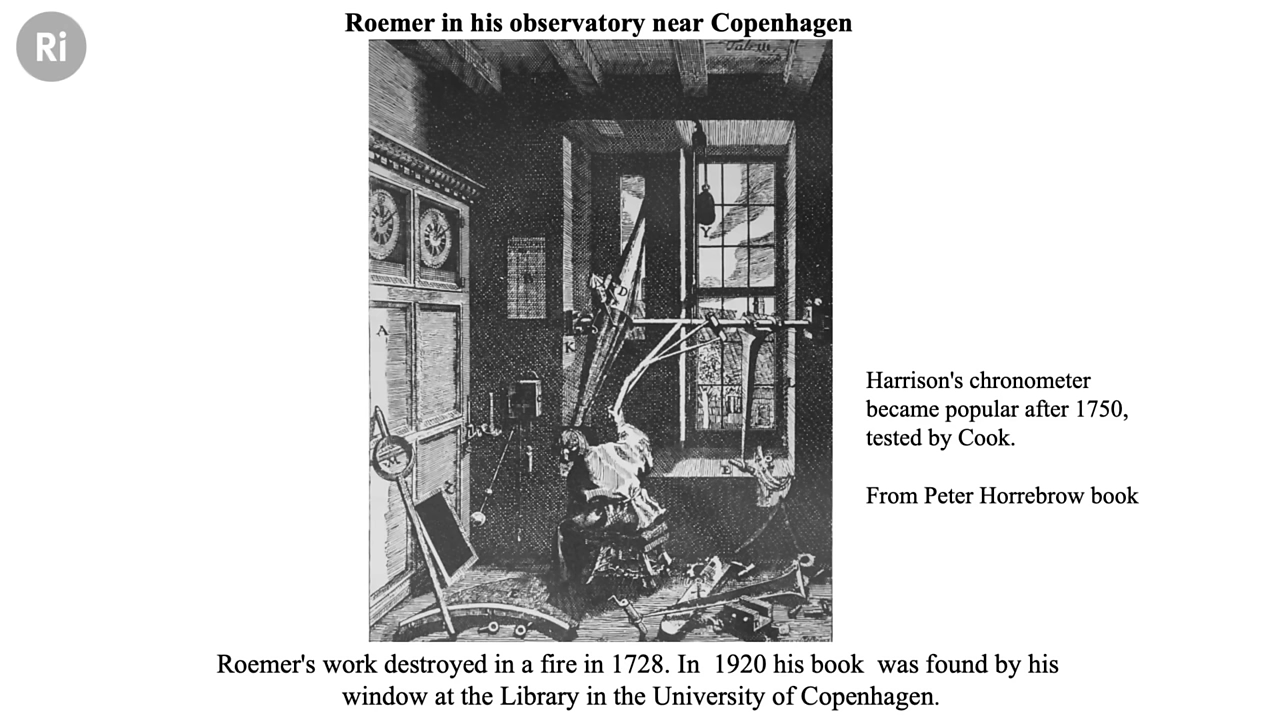 Ri
Roemer in his observatory near Copenhagen
A
M
D
K
Y
E
Harrison's chronometer
became popular after 1750,
tested by Cook.
From Peter Horrebrow book
Roemer's work destroyed in a fire in 1728. In 1920 his book was found by his
window at the Library in the University of Copenhagen.